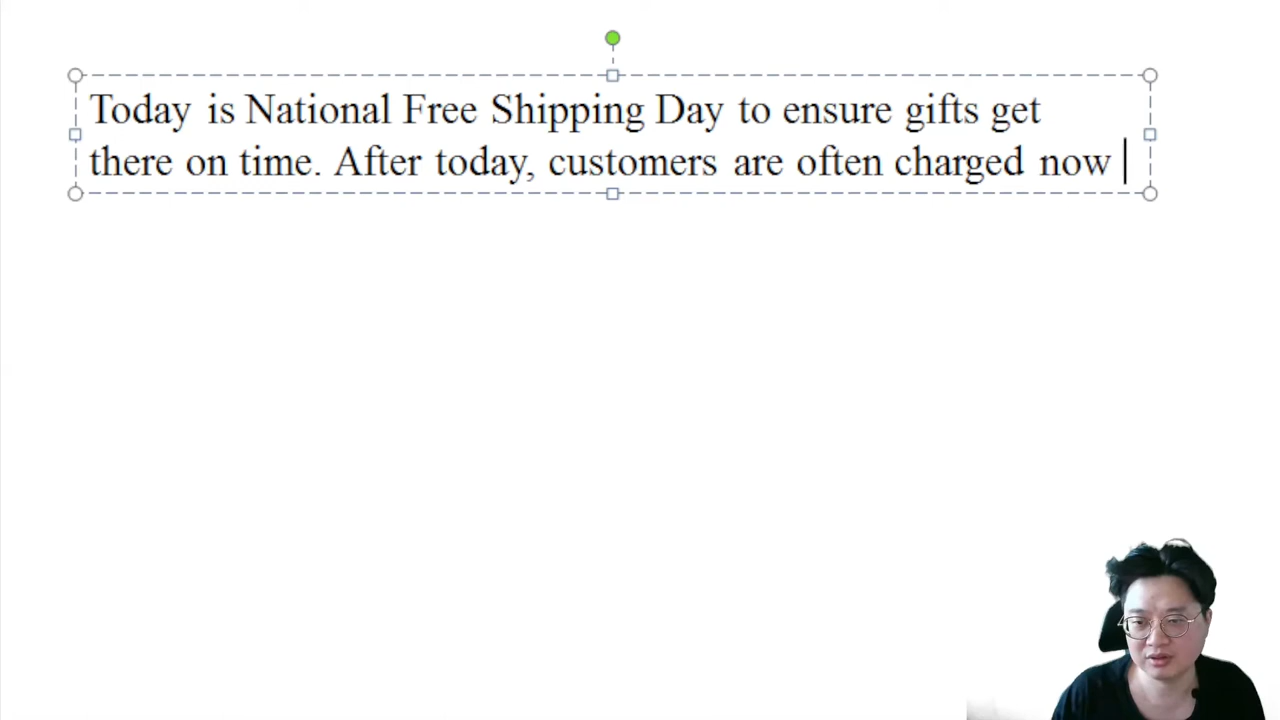 Today is National Free Shipping Day to ensure gifts get
there on time. After today, customers are often charged now